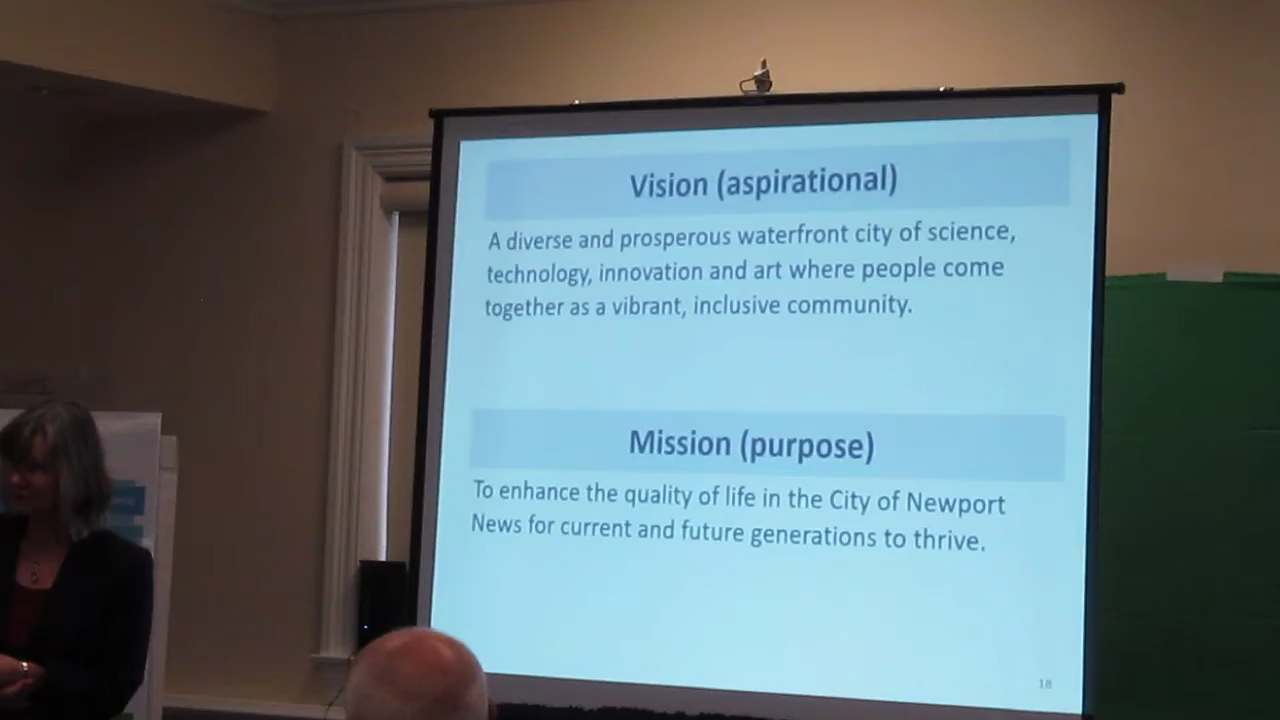 Vision (aspirational)
A diverse and prosperous waterfront city of science,
technology, innovation and art where people come
together as a vibrant, inclusive community.
Mission (purpose)
To enhance the quality of life in the City of Newport
News for current and future generations to thrive.
18